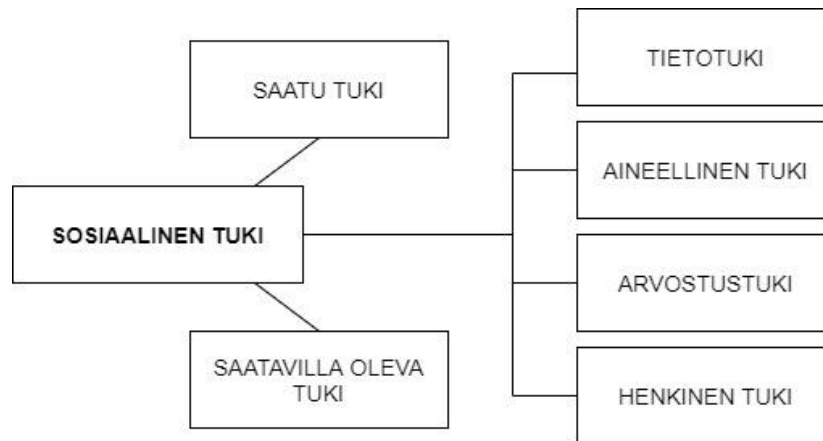 SAATU TUKI
SOSIAALINEN TUKI
SAATAVILLA OLEVA
TUKI
TIETOTUKI
AINEELLINEN TUKI
ARVOSTUSTUKI
HENKINEN TUKI